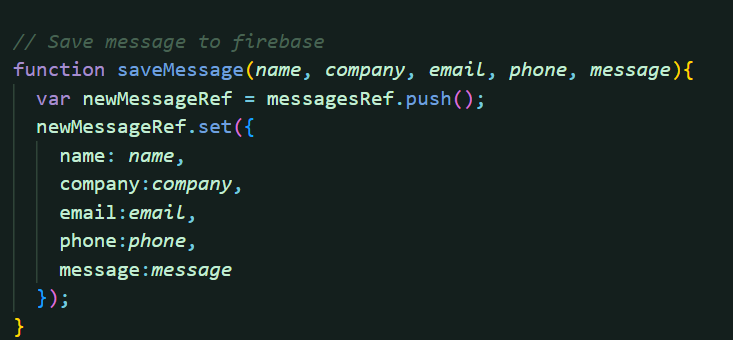 // Save message to firebase
function saveMessage(name, company, email, phone, message){
  var newMessageRef = messagesRef.push();
  newMessageRef.set({
    name: name,
    company:company,
    email:email,
    phone:phone,
    message:message
  });
}